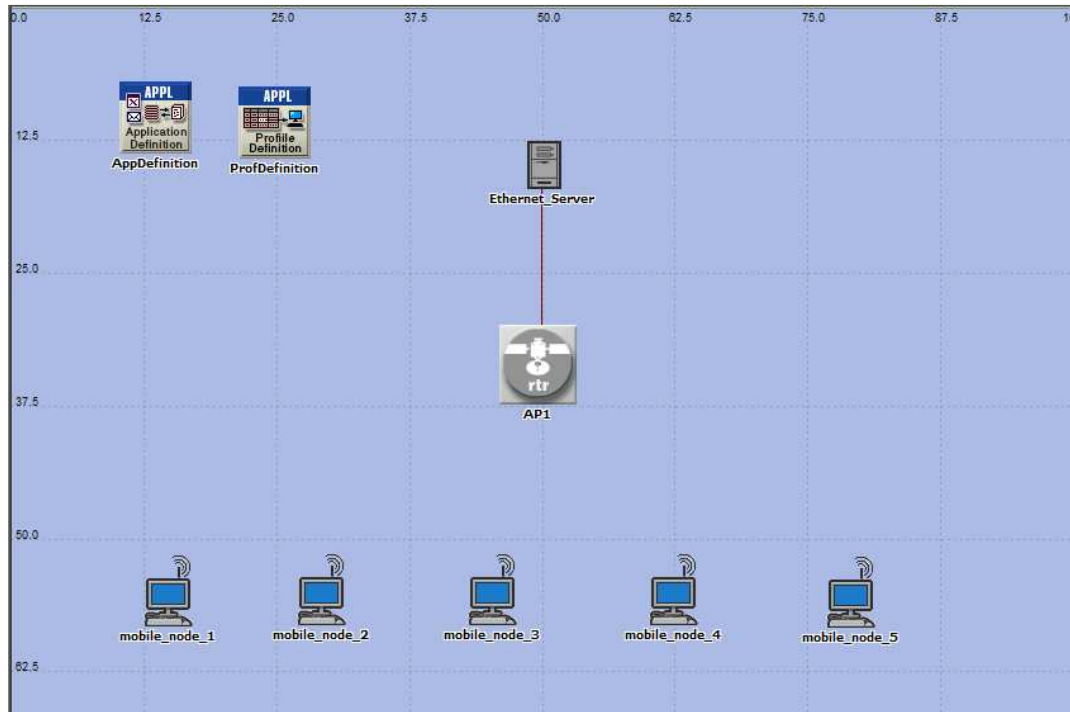 0.0 12.5 25.0 37.5 50.0 62.5 75.0 87.5
APPL
Application
Definition
AppDefinition
APPL
Profiile
Definition
ProfDefinition
12.5
Ethernet_Server
25.0
rtr
37.5
AP1
50.0
mobile_node_1 mobile_node_2 mobile_node_3 mobile_node_4 mobile_node_5
62.5